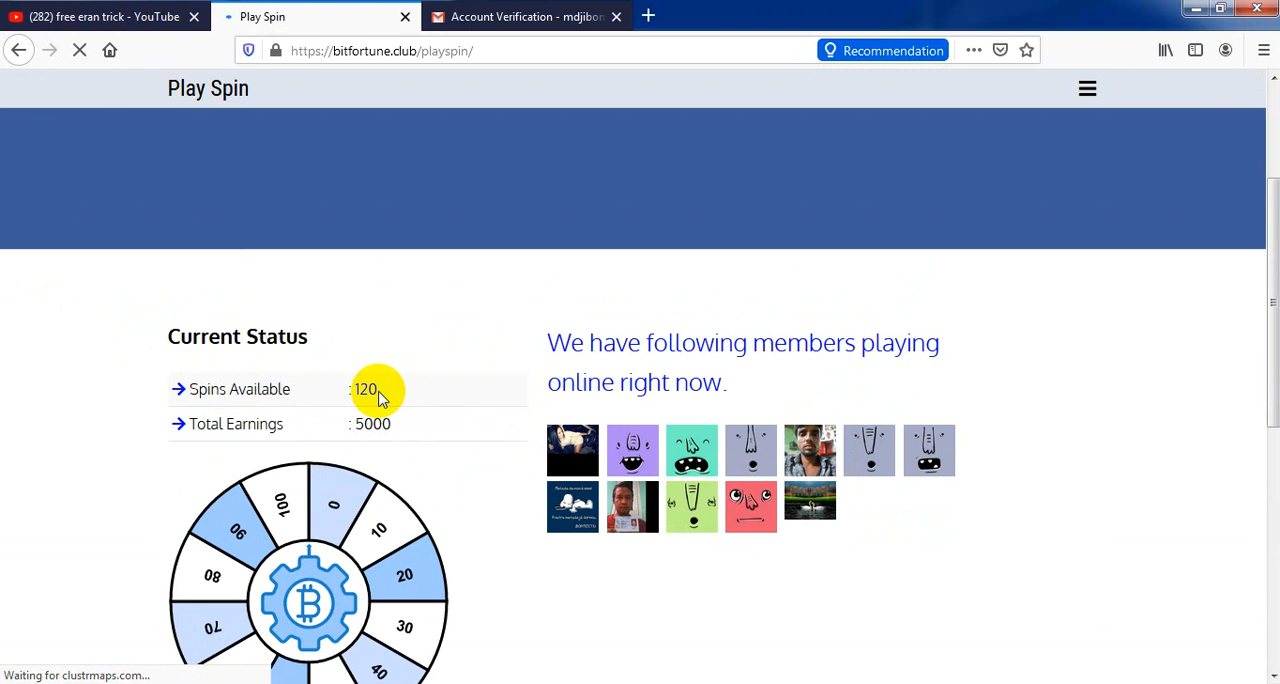 (282) free eran trick - YouTube
Play Spin
Account Verification - mdjibon
https://bitfortune.club/playspin/
Recommendation
Play Spin
Current Status
Spins Available : 120
Total Earnings : 5000
We have following members playing
online right now.
100
0
90
10
80
20
70
30
40
Waiting for clustrmaps.com...